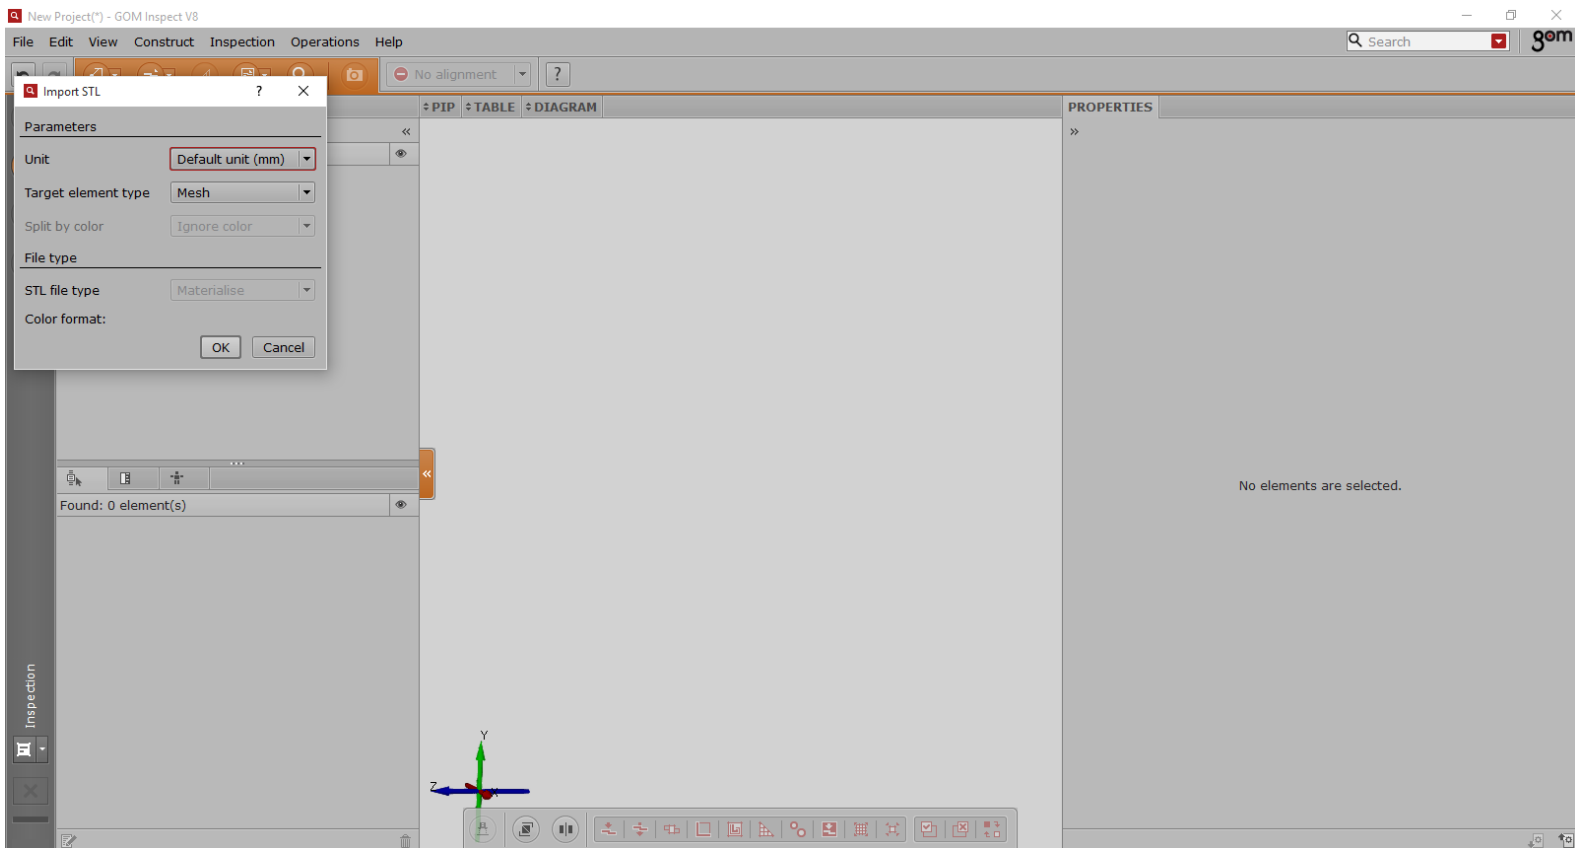 New Project(*) - GOM Inspect V8
File Edit View Construct Inspection Operations Help
Search
gom
No alignment
?
Import STL ?
Parameters
Unit Default unit (mm)
Target element type Mesh
Split by color Ignore color
File type
STL file type Materialise
Color format:
OK Cancel
PIP TABLE DIAGRAM
PROPERTIES
Found: 0 element(s)
No elements are selected.
Inspection
Y
Z
X